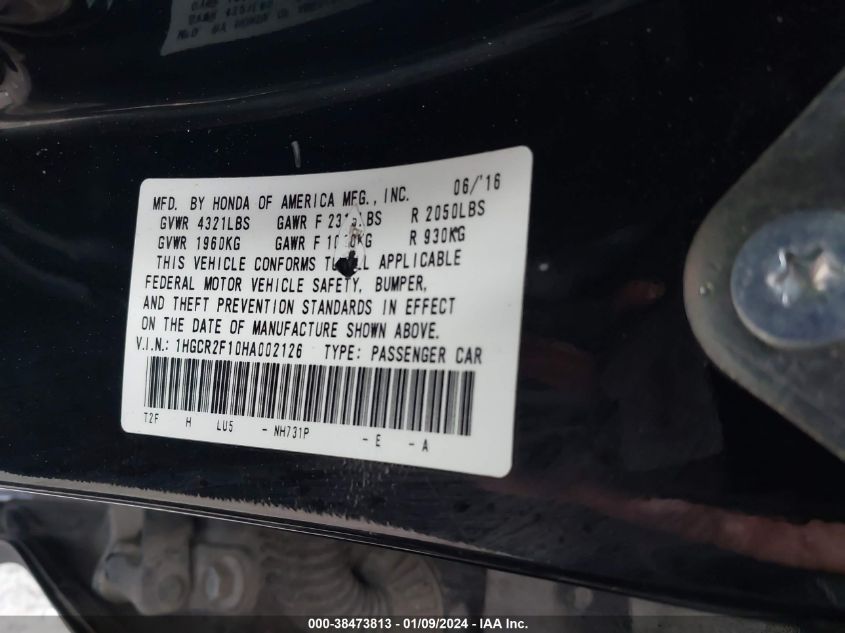 MFD. BY HONDA OF AMERICA MFG., INC. 06/'16
GVWR 4321LBS GAWR F R 2050LBS
GVWR 1960KG GAWR F R 930KG
THIS VEHICLE CONFORMS APPLICABLE
FEDERAL MOTOR VEHICLE SAFETY, BUMPER,
AND THEFT PREVENTION STANDARDS IN EFFECT
ON THE DATE OF MANUFACTURE SHOWN ABOVE.
V.I.N.: 1HGCR2F10HA002126 TYPE: PASSENGER CAR
T2F H LU5 - NH731P - E - A
000-38473813 | 01/09/2024 - IAA Inc.